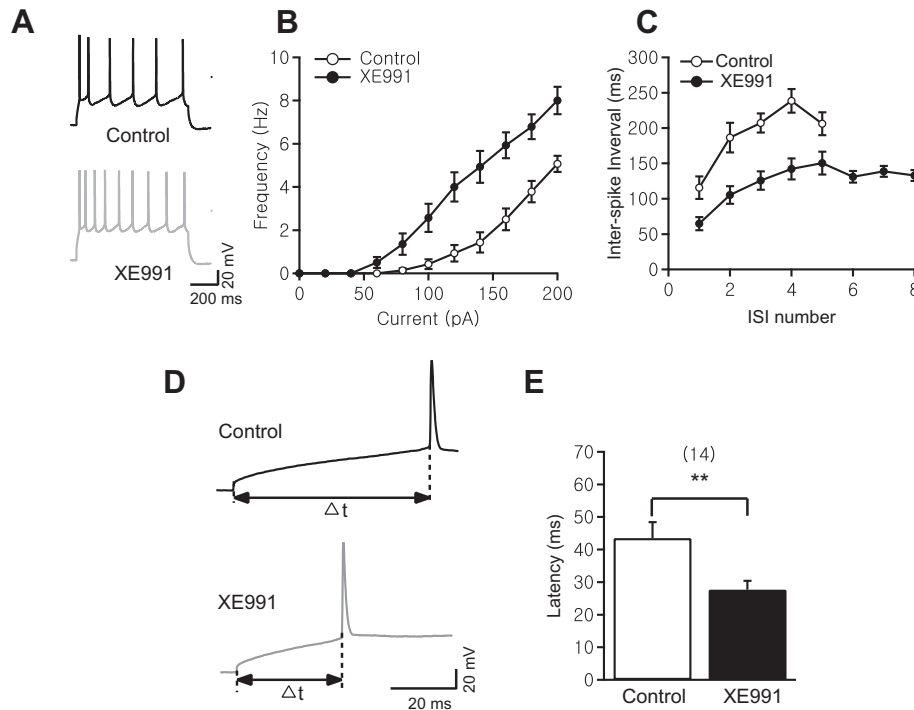 A
Control
XE991
20 mV
200 ms
B
Control
XE991
Frequency (Hz)
10
8
6
4
2
0
0 50 100 150 200
Current (pA)
C
Control
XE991
Inter-spike Inverval (ms)
300
250
200
150
100
50
0
0 2 4 6 8
ISI number
D
Control
△t
XE991
△t
20 mV
20 ms
E
(14)
**
Latency (ms)
70
60
50
40
30
20
10
0
Control XE991